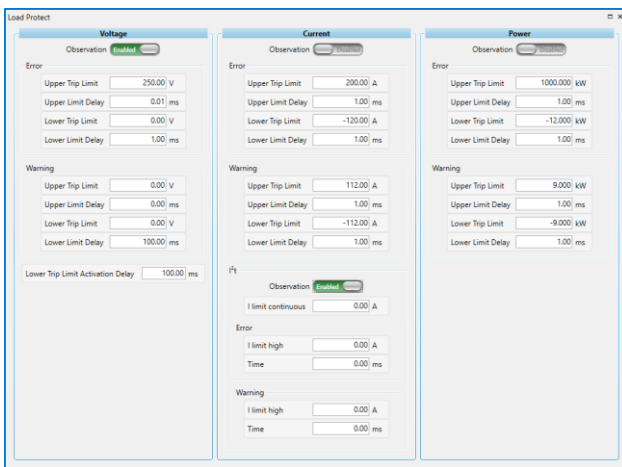 Load Protect
Voltage
Observation Enabled
Error
Upper Trip Limit 250.00 V
Upper Limit Delay 0.01 ms
Lower Trip Limit 0.00 V
Lower Limit Delay 1.00 ms
Warning
Upper Trip Limit 0.00 V
Upper Limit Delay 0.00 ms
Lower Trip Limit 0.00 V
Lower Limit Delay 100.00 ms
Lower Trip Limit Activation Delay 100.00 ms
Current
Observation Disabled
Error
Upper Trip Limit 200.00 A
Upper Limit Delay 1.00 ms
Lower Trip Limit -120.00 A
Lower Limit Delay 1.00 ms
Warning
Upper Trip Limit 112.00 A
Upper Limit Delay 1.00 ms
Lower Trip Limit -112.00 A
Lower Limit Delay 1.00 ms
I²t
Observation Enabled
I limit continuous 0.00 A
Error
I limit high 0.00 A
Time 0.00 ms
Warning
I limit high 0.00 A
Time 0.00 ms
Power
Observation Disabled
Error
Upper Trip Limit 1000.000 kW
Upper Limit Delay 1.00 ms
Lower Trip Limit -12.000 kW
Lower Limit Delay 1.00 ms
Warning
Upper Trip Limit 9.000 kW
Upper Limit Delay 1.00 ms
Lower Trip Limit -9.000 kW
Lower Limit Delay 1.00 ms